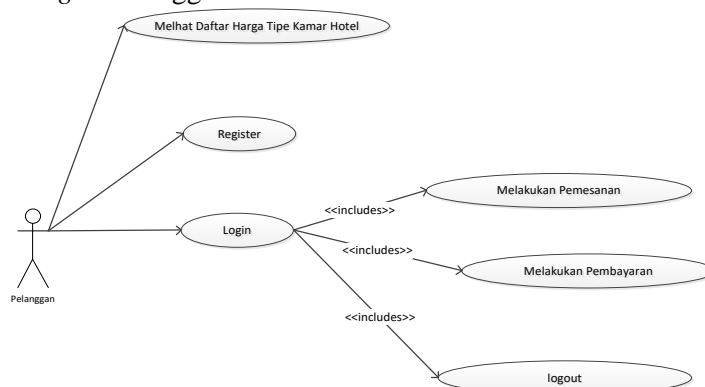 Melhat Daftar Harga Tipe Kamar Hotel
Register
Melakukan Pemesanan
<<includes>>
Login
<<includes>>
Melakukan Pembayaran
Pelanggan
<<includes>>
logout